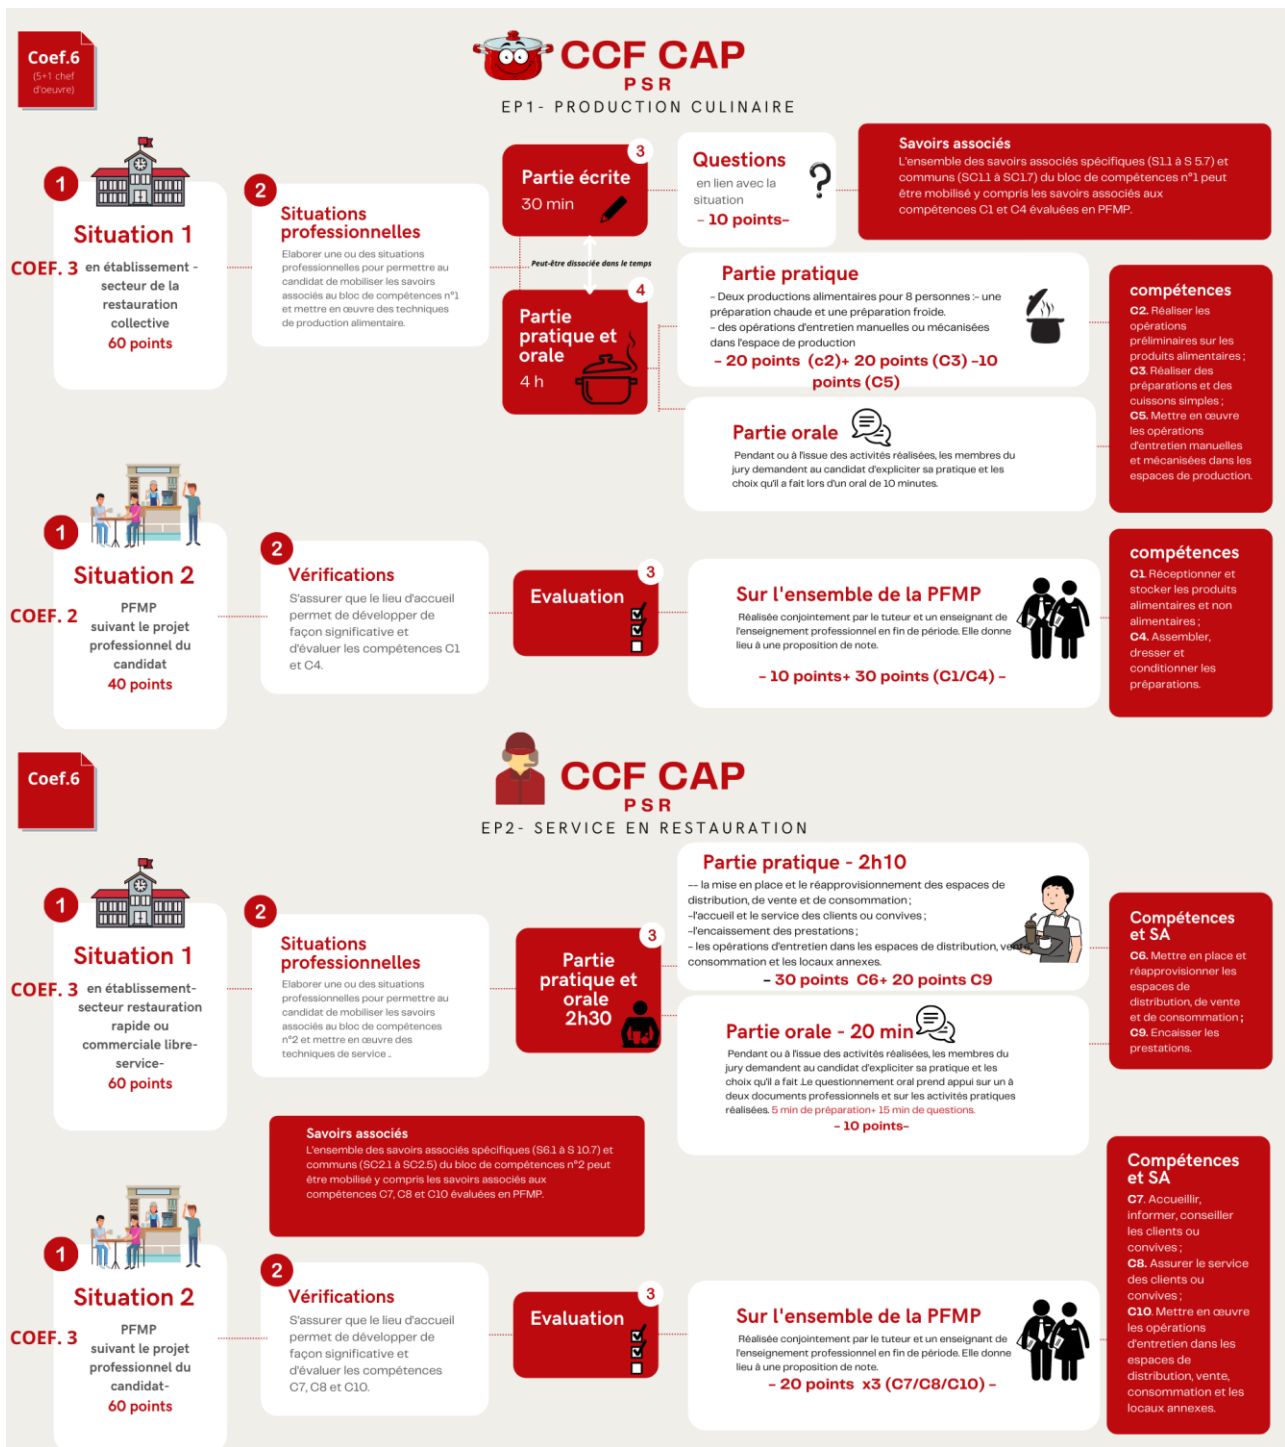 Coef.6
(5+1 chef
d'oeuvre)
CCF CAP
PSR
EP1- PRODUCTION CULINAIRE
1
Situation 1
COEF. 3
en établissement -
secteur de la
restauration
collective
60 points
2
Situations
professionnelles
Elaborer une ou des situations
professionnelles pour permettre au
candidat de mobiliser les savoirs
associés au bloc de compétences n°1
et mettre en œuvre des techniques
de production alimentaire.
3
Partie écrite
30 min
Peut-être dissociée dans le temps
4
Partie
pratique et
orale
4 h
Questions
en lien avec la
situation
- 10 points-
Savoirs associés
L'ensemble des savoirs associés spécifiques (S1.1 à S 5.7) et
communs (SC1.1 à SC1.7) du bloc de compétences n°1 peut
être mobilisé y compris les savoirs associés aux
compétences C1 et C4 évaluées en PFMP.
Partie pratique
- Deux productions alimentaires pour 8 personnes :- une
préparation chaude et une préparation froide.
- des opérations d'entretien manuelles ou mécanisées
dans l'espace de production
- 20 points (c2)+ 20 points (C3) -10
points (C5)
Partie orale
Pendant ou à l'issue des activités réalisées, les membres du
jury demandent au candidat d'expliciter sa pratique et les
choix qu'il a fait lors d'un oral de 10 minutes.
compétences
C2. Réaliser les
opérations
préliminaires sur les
produits alimentaires ;
C3. Réaliser des
préparations et des
cuissons simples ;
C5. Mettre en œuvre
les opérations
d'entretien manuelles
et mécanisées dans les
espaces de production.
1
Situation 2
COEF. 2
PFMP
suivant le projet
professionnel du
candidat
40 points
2
Vérifications
S'assurer que le lieu d'accueil
permet de développer de
façon significative et
d'évaluer les compétences C1
et C4.
3
Evaluation
Sur l'ensemble de la PFMP
Réalisée conjointement par le tuteur et un enseignant de
l'enseignement professionnel en fin de période. Elle donne
lieu à une proposition de note.
- 10 points+ 30 points (C1/C4) -
compétences
C1. Réceptionner et
stocker les produits
alimentaires et non
alimentaires ;
C4. Assembler,
dresser et
conditionner les
préparations.
Coef.6
CCF CAP
PSR
EP2- SERVICE EN RESTAURATION
1
Situation 1
COEF. 3
en établissement-
secteur restauration
rapide ou
commerciale libre-
service-
60 points
2
Situations
professionnelles
Elaborer une ou des situations
professionnelles pour permettre au
candidat de mobiliser les savoirs
associés au bloc de compétences
n°2 et mettre en œuvre des
techniques de service ..
3
Partie
pratique et
orale
2h30
Partie pratique - 2h10
-- la mise en place et le réapprovisionnement des espaces de
distribution, de vente et de consommation ;
-l'accueil et le service des clients ou convives ;
-l'encaissement des prestations ;
- les opérations d'entretien dans les espaces de distribution, vente
consommation et les locaux annexes.
- 30 points C6+ 20 points C9
Partie orale - 20 min
Pendant ou à l'issue des activités réalisées, les membres du
jury demandent au candidat d'expliciter sa pratique et les
choix qu'il a fait .Le questionnement oral prend appui sur un à
deux documents professionnels et sur les activités pratiques
réalisées. 5 min de préparation+ 15 min de questions.
- 10 points-
Compétences
et SA
C6. Mettre en place et
réapprovisionner les
espaces de
distribution, de vente
et de consommation ;
C9. Encaisser les
prestations.
Savoirs associés
L'ensemble des savoirs associés spécifiques (S6.1 à S 10.7) et
communs (SC2.1 à SC2.5) du bloc de compétences n°2 peut
être mobilisé y compris les savoirs associés aux
compétences C7, C8 et C10 évaluées en PFMP.
1
Situation 2
COEF. 3
PFMP
suivant le projet
professionnel du
candidat-
60 points
2
Vérifications
S'assurer que le lieu d'accueil
permet de développer de
façon significative et
d'évaluer les compétences
C7, C8 et C10.
3
Evaluation
Sur l'ensemble de la PFMP
Réalisée conjointement par le tuteur et un enseignant de
l'enseignement professionnel en fin de période. Elle donne
lieu à une proposition de note.
- 20 points x3 (C7/C8/C10) -
Compétences
et SA
C7. Accueillir,
informer, conseiller
les clients ou
convives ;
C8. Assurer le service
des clients ou
convives ;
C10. Mettre en œuvre
les opérations
d'entretien dans les
espaces de
distribution, vente,
consommation et les
locaux annexes.